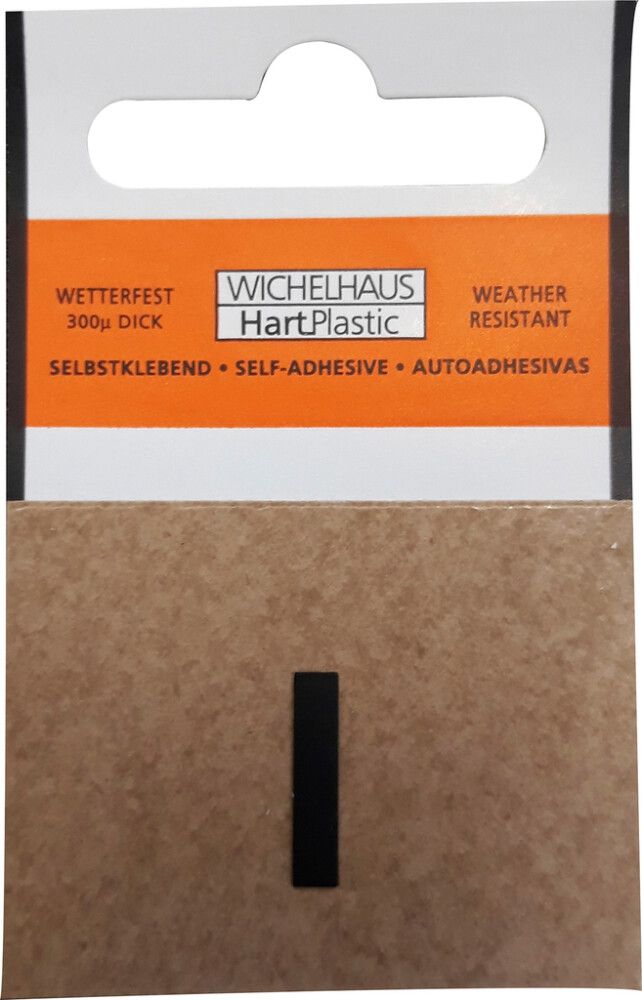 WETTERFEST
300µ DICK
WICHELHAUS
HartPlastic
WEATHER
RESISTANT
SELBSTKLEBEND • SELF-ADHESIVE • AUTOADHESIVAS
I